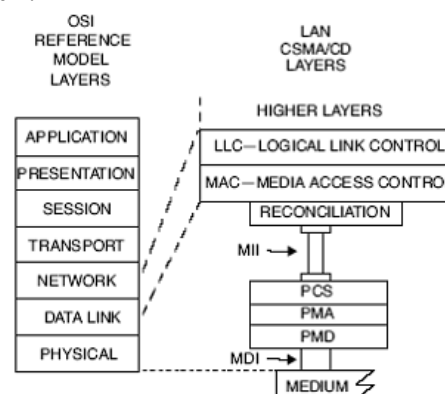 OSI
REFERENCE
MODEL
LAYERS
LAN
CSMA/CD
LAYERS
HIGHER LAYERS
APPLICATION
PRESENTATION
SESSION
TRANSPORT
NETWORK
DATA LINK
PHYSICAL
LLC—LOGICAL LINK CONTROL
MAC—MEDIA ACCESS CONTRO
RECONCILIATION
MII
PCS
PMA
PMD
MDI
MEDIUM